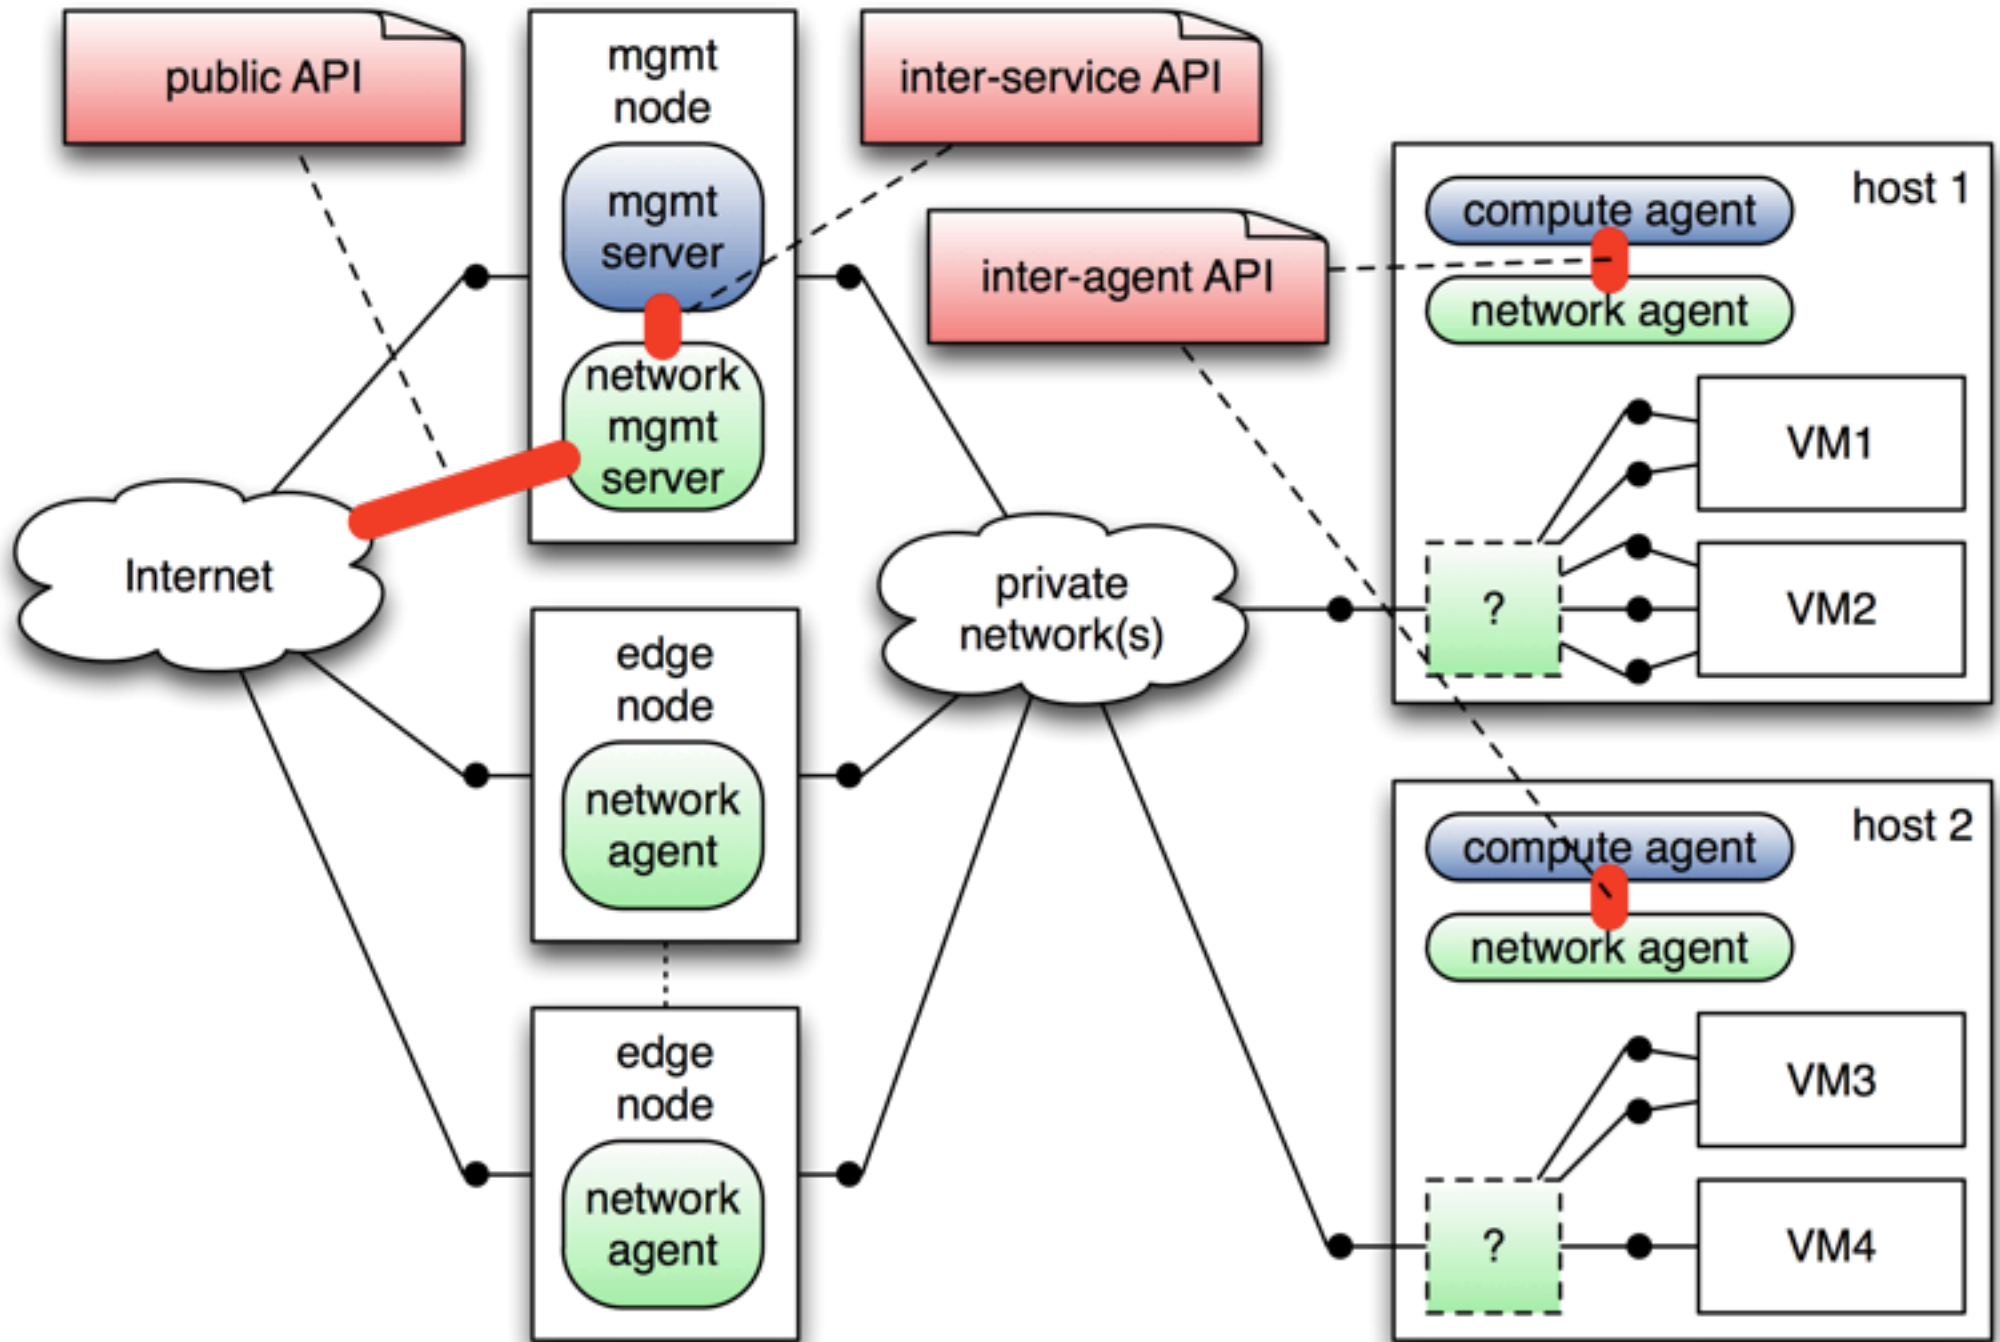 public API
mgmt
node
mgmt
server
network
mgmt
server
inter-service API
inter-agent API
host 1
compute agent
network agent
VM1
VM2
?
Internet
private
network(s)
edge
node
network
agent
edge
node
network
agent
host 2
compute agent
network agent
VM3
?
VM4